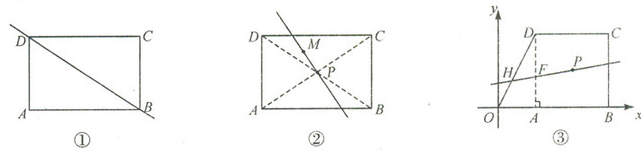 D C
A B
①
D M C
P
A B
②
y
D C
H F P
O A B x
③